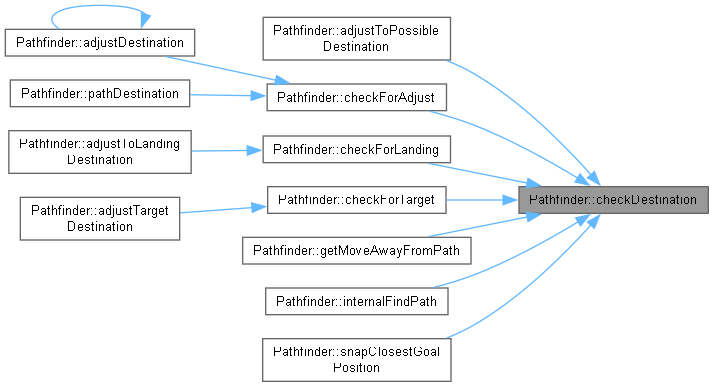 Pathfinder::adjustDestination
Pathfinder::pathDestination
Pathfinder::adjustToLanding
Destination
Pathfinder::adjustTarget
Destination
Pathfinder::adjustToPossible
Destination
Pathfinder::checkForAdjust
Pathfinder::checkForLanding
Pathfinder::checkForTarget
Pathfinder::getMoveAwayFromPath
Pathfinder::internalFindPath
Pathfinder::snapClosestGoal
Position
Pathfinder::checkDestination